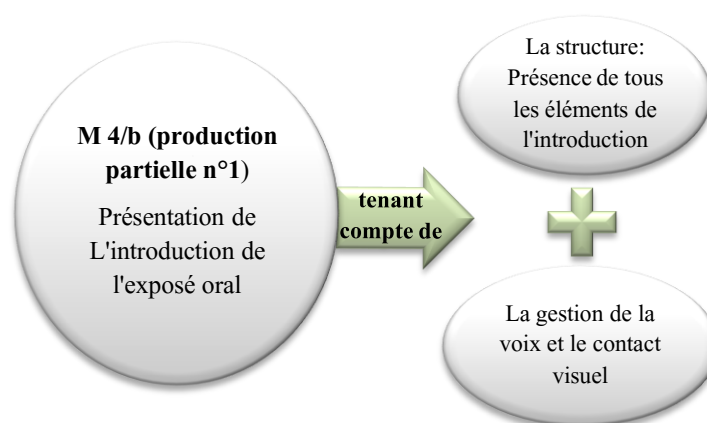 M 4/b (production
partielle n°1)
Présentation de
L'introduction de
l'exposé oral
tenant
compte de
La structure:
Présence de tous
les éléments de
l'introduction
La gestion de la
voix et le contact
visuel